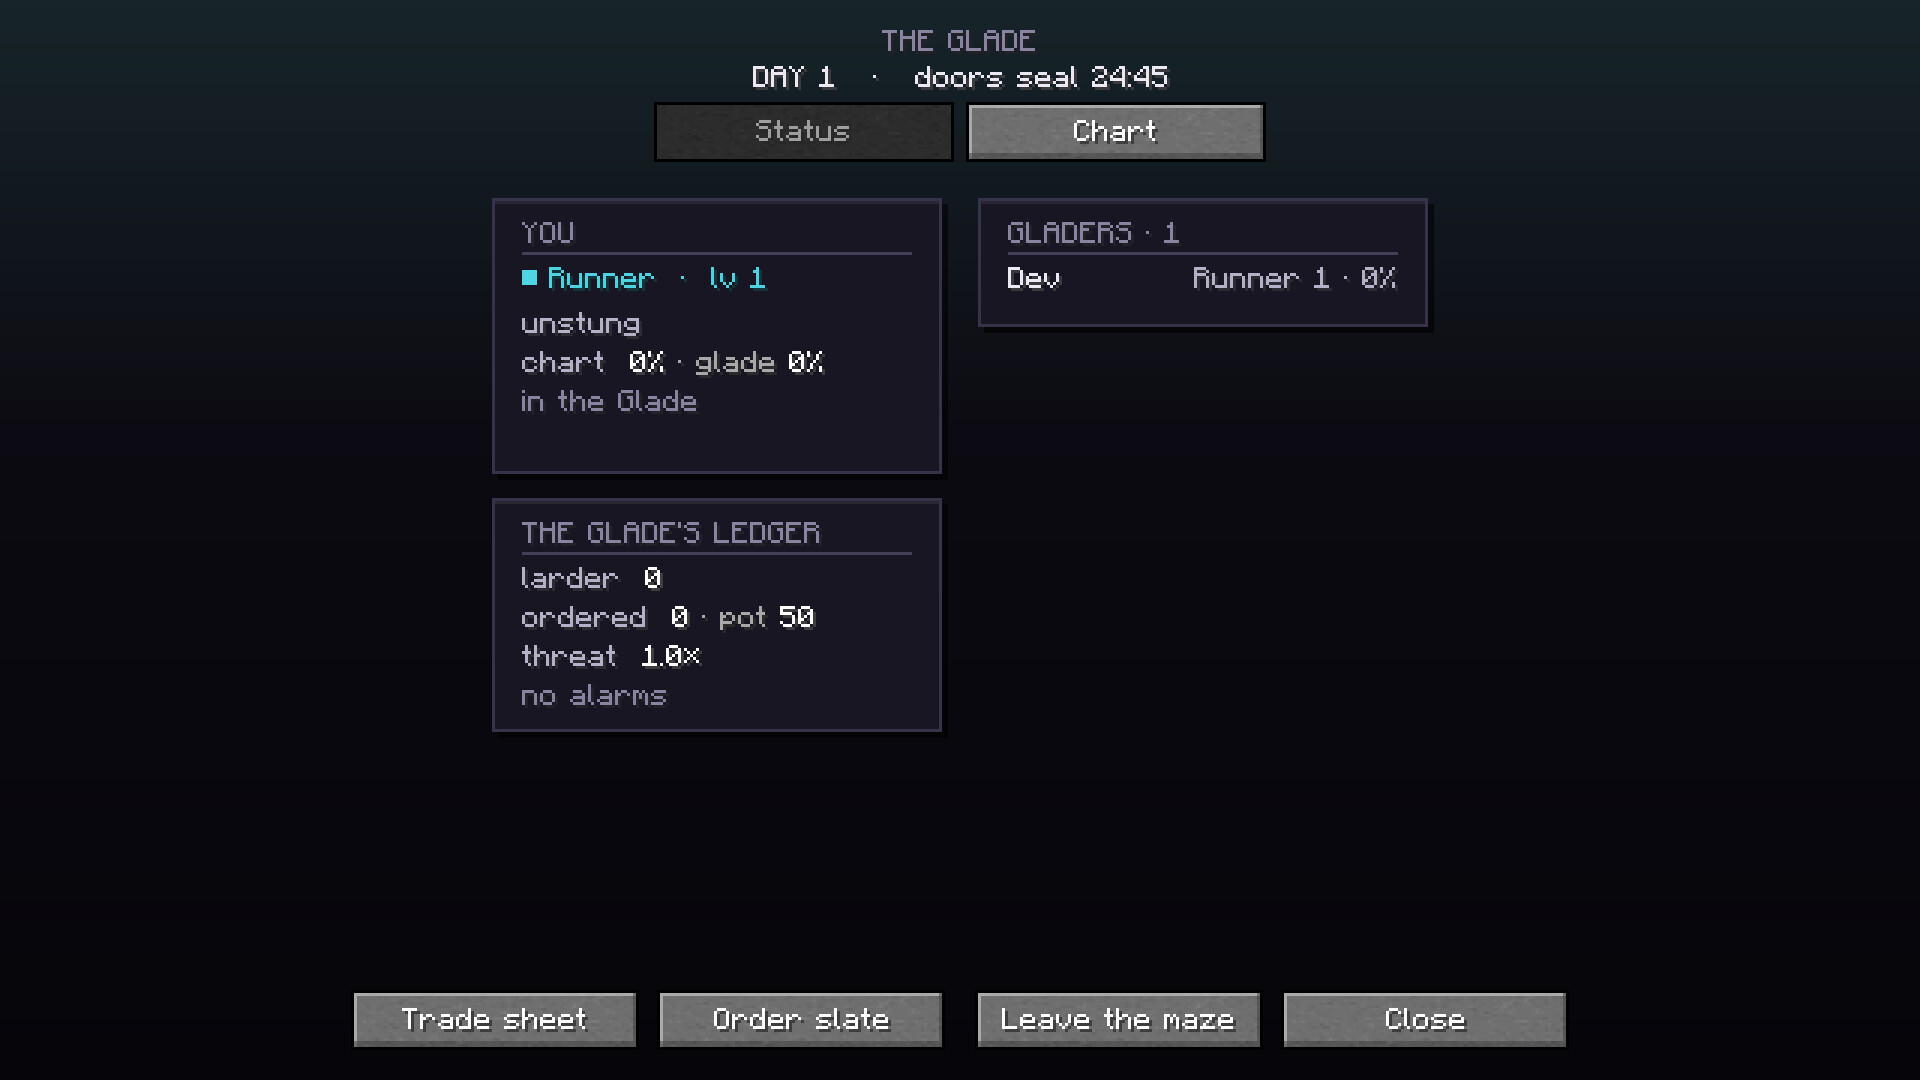 THE GLADE
DAY 1 · doors seal 24:45
Status
Chart
YOU
Runner · lv 1
unstung
chart 0% · glade 0%
in the Glade
GLADERS · 1
Dev Runner 1 · 0%
THE GLADE'S LEDGER
larder 0
ordered 0 · pot 50
threat 1.0×
no alarms
Trade sheet
Order slate
Leave the maze
Close